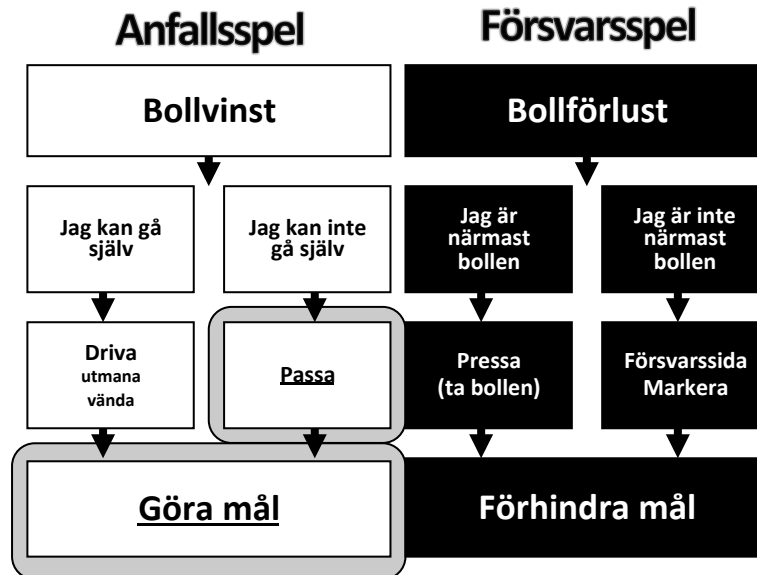 Anfallsspel
Försvarsspel
Bollvinst
Bollförlust
Jag kan gå
själv
Jag kan inte
gå själv
Jag är
närmast
bollen
Jag är inte
närmast
bollen
Driva
utmana
vända
Passa
Pressa
(ta bollen)
Försvarssida
Markera
Göra mål
Förhindra mål